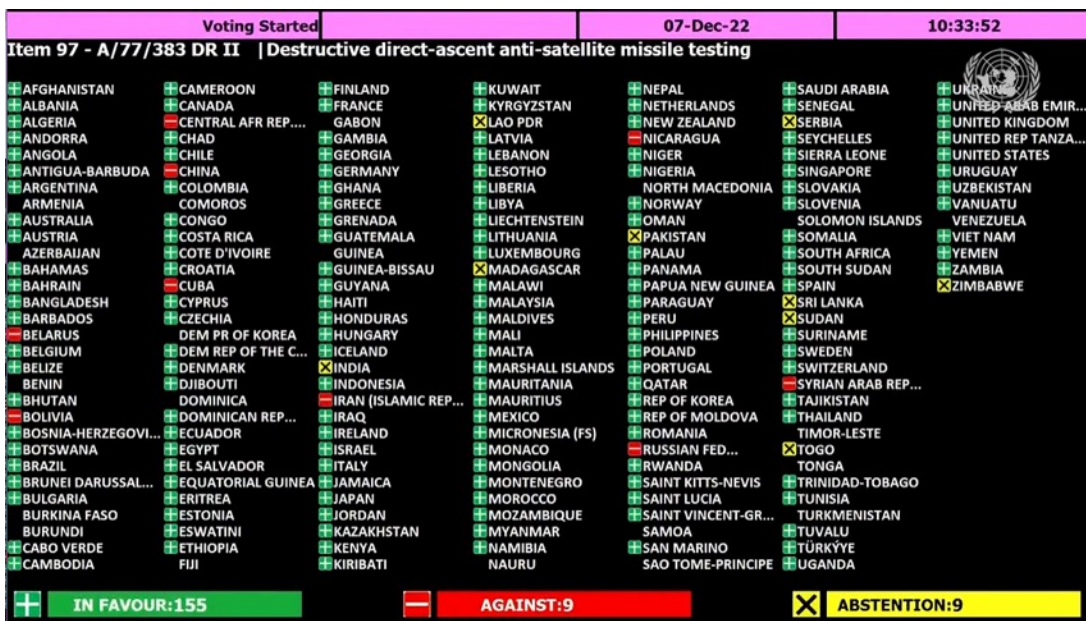 Voting Started 07-Dec-22 10:33:52
Item 97 - A/77/383 DR II |Destructive direct-ascent anti-satellite missile testing
AFGHANISTAN CAMEROON FINLAND KUWAIT NEPAL SAUDI ARABIA UKRAINE
ALBANIA CANADA FRANCE KYRGYZSTAN NETHERLANDS SENEGAL UNITED ARAB EMIR...
ALGERIA CENTRAL AFR REP.... GABON LAO PDR NEW ZEALAND SERBIA UNITED KINGDOM
ANDORRA CHAD GAMBIA LATVIA NICARAGUA SEYCHELLES UNITED REP TANZA...
ANGOLA CHILE GEORGIA LEBANON NIGER SIERRA LEONE UNITED STATES
ANTIGUA-BARBUDA CHINA GERMANY LESOTHO NIGERIA SINGAPORE URUGUAY
ARGENTINA COLOMBIA GHANA LIBERIA NORTH MACEDONIA SLOVAKIA UZBEKISTAN
ARMENIA COMOROS GREECE LIBYA NORWAY SLOVENIA VANUATU
AUSTRALIA CONGO GRENADA LIECHTENSTEIN OMAN SOLOMON ISLANDS VENEZUELA
AUSTRIA COSTA RICA GUATEMALA LITHUANIA PAKISTAN SOMALIA VIET NAM
AZERBAIJAN COTE D'IVOIRE GUINEA LUXEMBOURG PALAU SOUTH AFRICA YEMEN
BAHAMAS CROATIA GUINEA-BISSAU MADAGASCAR PANAMA SOUTH SUDAN ZAMBIA
BAHRAIN CUBA GUYANA MALAWI PAPUA NEW GUINEA SPAIN ZIMBABWE
BANGLADESH CYPRUS HAITI MALAYSIA PARAGUAY SRI LANKA
BARBADOS CZECHIA HONDURAS MALDIVES PERU SUDAN
BELARUS DEM PR OF KOREA HUNGARY MALI PHILIPPINES SURINAME
BELGIUM DEM REP OF THE C... ICELAND MALTA POLAND SWEDEN
BELIZE DENMARK INDIA MARSHALL ISLANDS PORTUGAL SWITZERLAND
BENIN DJIBOUTI INDONESIA MAURITANIA QATAR SYRIAN ARAB REP...
BHUTAN DOMINICA IRAN (ISLAMIC REP... MAURITIUS REP OF KOREA TAJIKISTAN
BOLIVIA DOMINICAN REP... IRAQ MEXICO REP OF MOLDOVA THAILAND
BOSNIA-HERZEGOVI... ECUADOR IRELAND MICRONESIA (FS) ROMANIA TIMOR-LESTE
BOTSWANA EGYPT ISRAEL MONACO RUSSIAN FED... TOGO
BRAZIL EL SALVADOR ITALY MONGOLIA RWANDA TONGA
BRUNEI DARUSSAL... EQUATORIAL GUINEA JAMAICA MONTENEGRO SAINT KITTS-NEVIS TRINIDAD-TOBAGO
BULGARIA ERITREA JAPAN MOROCCO SAINT LUCIA TUNISIA
BURKINA FASO ESTONIA JORDAN MOZAMBIQUE SAINT VINCENT-GR... TURKMENISTAN
BURUNDI ESWATINI KAZAKHSTAN MYANMAR SAMOA TUVALU
CABO VERDE ETHIOPIA KENYA NAMIBIA SAN MARINO TÜRKÝYE
CAMBODIA FIJI KIRIBATI NAURU SAO TOME-PRINCIPE UGANDA
IN FAVOUR:155 AGAINST:9 ABSTENTION:9